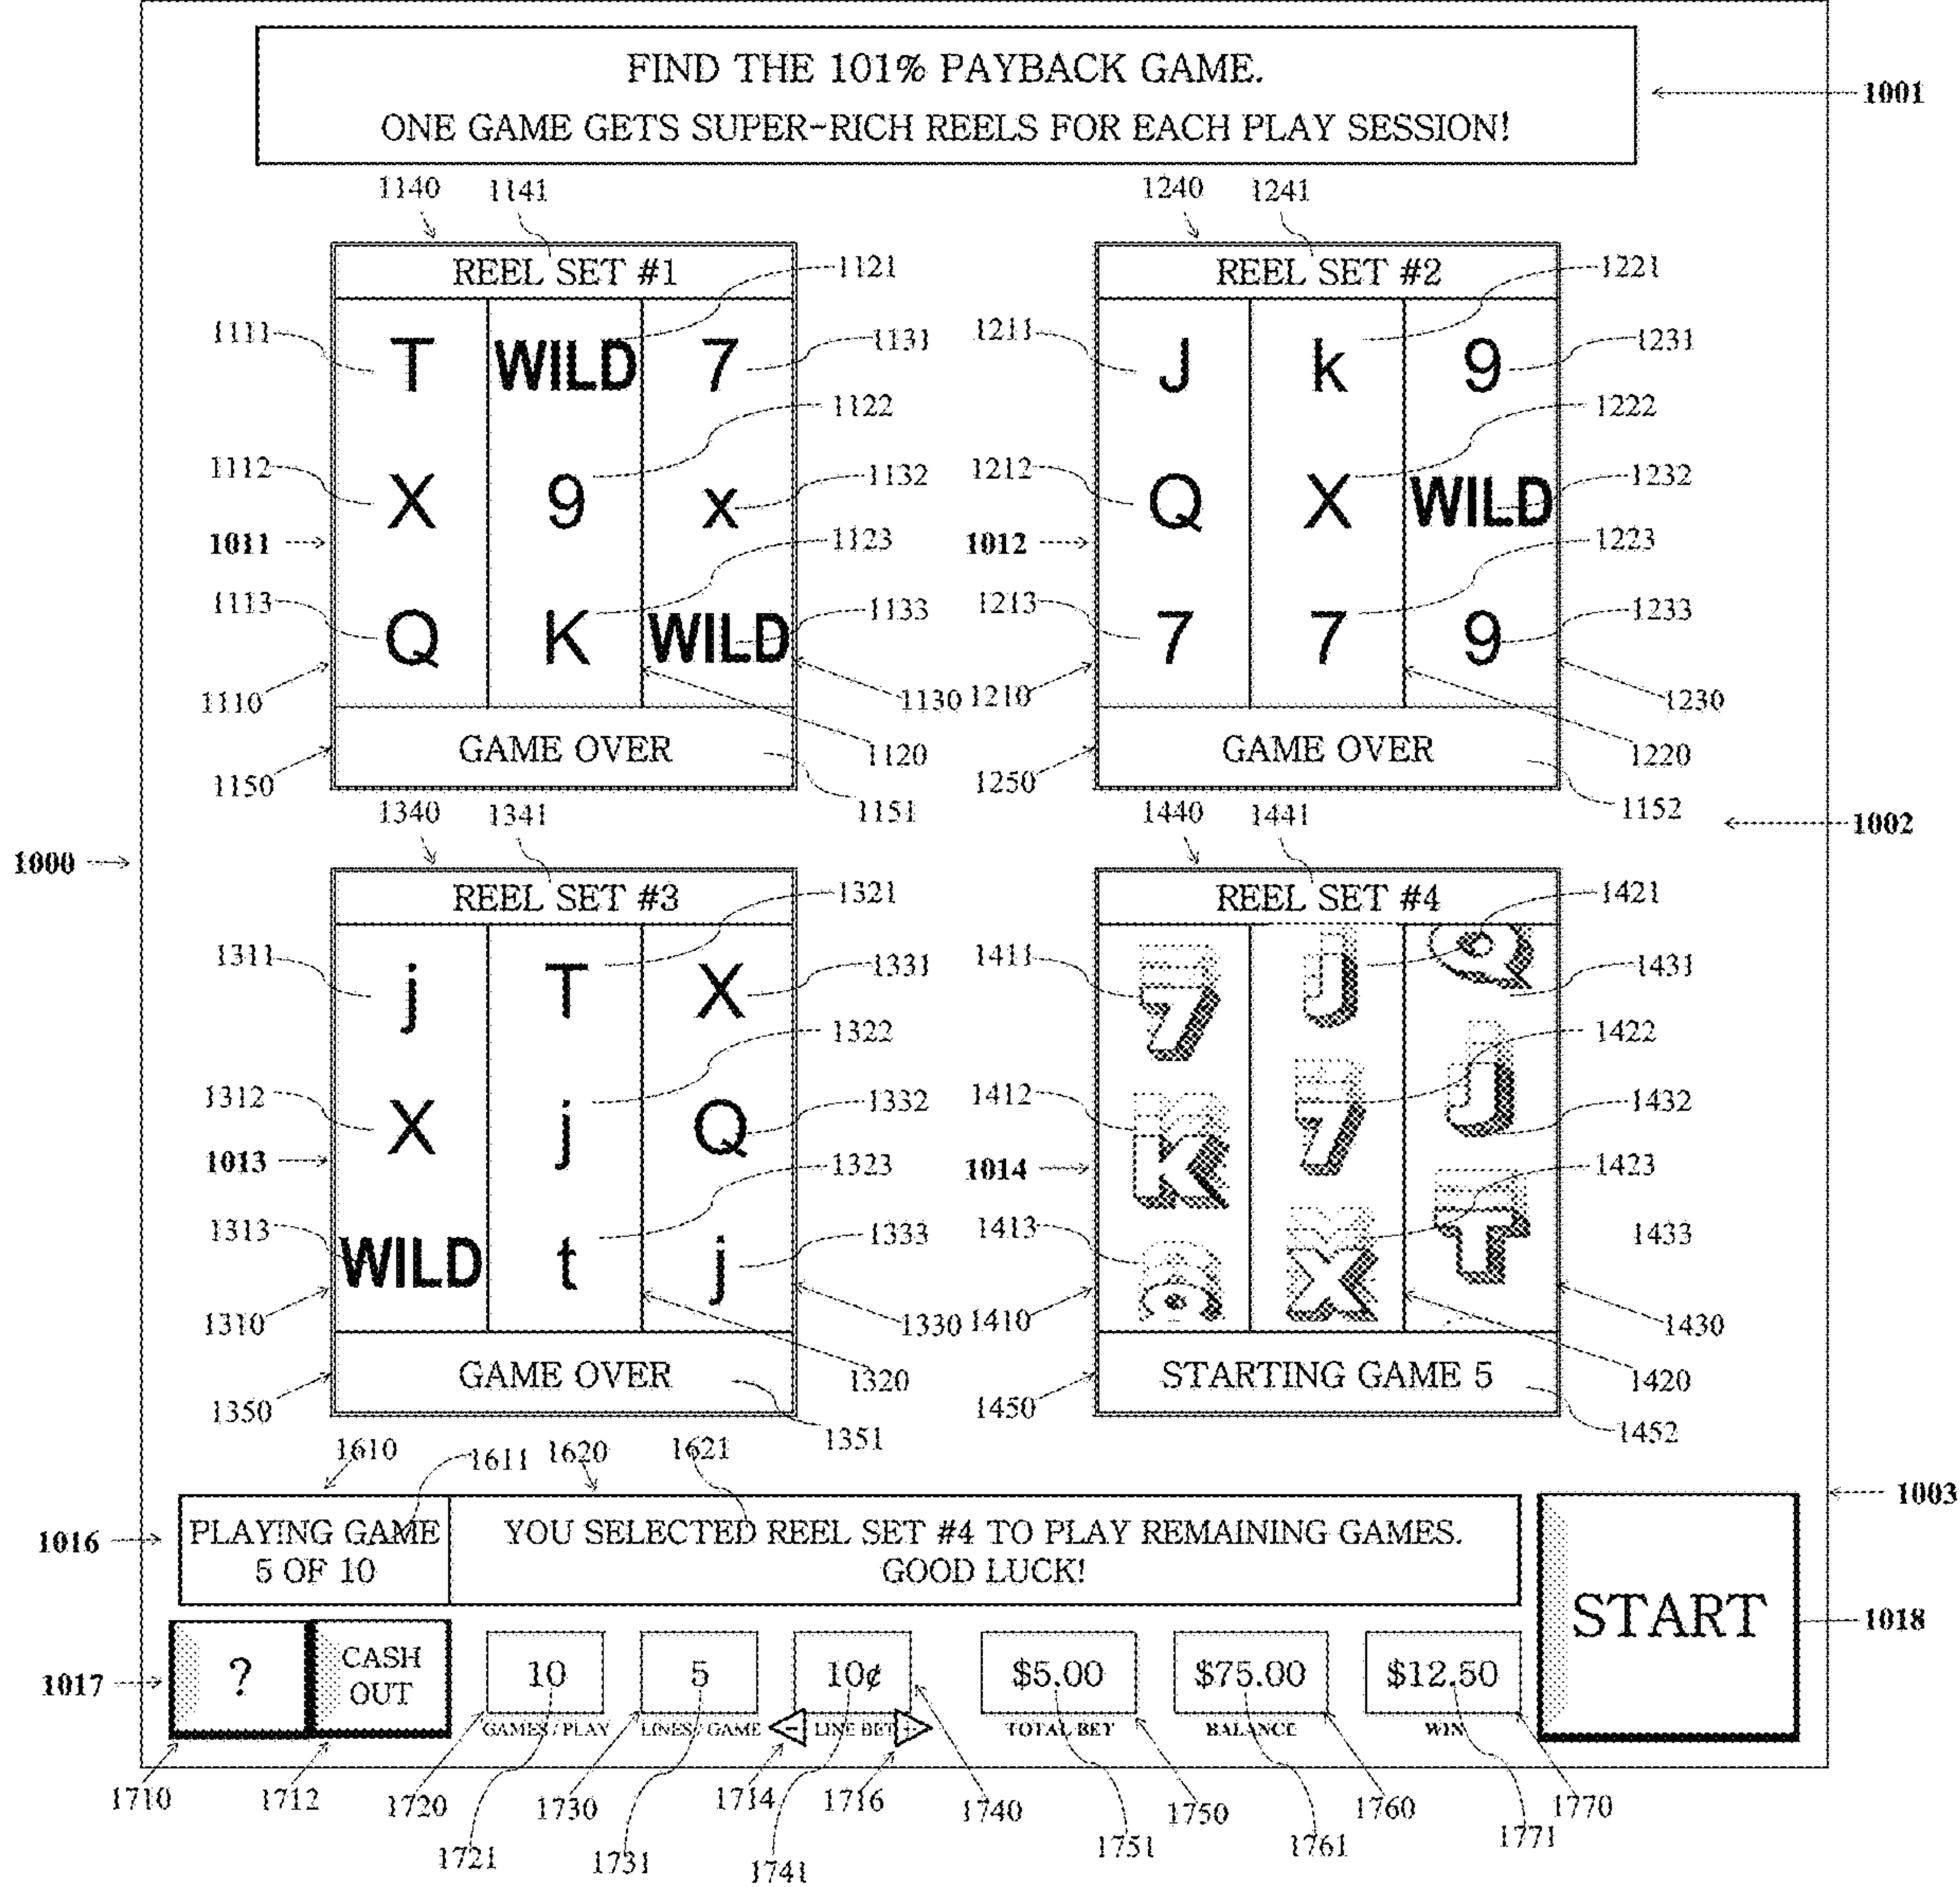 FIND THE 101% PAYBACK GAME.
ONE GAME GETS SUPER-RICH REELS FOR EACH PLAY SESSION!
1001
1140 1141 1240 1241
REEL SET #1 REEL SET #2
1121 1221
1111 T WILD 7 1131 1211 J k 9 1231
1122 1222
1112 X 9 x 1132 1212 Q X WILD 1232
1011 1123 1012 1223
1113 Q K WILD 1133 1213 7 7 9 1233
1110 1130 1210 1230
GAME OVER 1120 GAME OVER 1220
1150 1151 1250 1152
1340 1341 1440 1441
1002
1000
REEL SET #3 1321 REEL SET #4 1421
1311 j T X 1331 1411 7 J Q 1431
1322 1422
1312 X j Q 1332 1412 K 7 J 1432
1013 1323 1014 1423
1313 WILD t j 1333 1413 X T 1433
1310 1330 1410 1430
GAME OVER 1320 STARTING GAME 5 1420
1350 1351 1450 1452
1610 1611 1620 1621
1003
1016 PLAYING GAME
5 OF 10
YOU SELECTED REEL SET #4 TO PLAY REMAINING GAMES.
GOOD LUCK!
START 1018
1017 ? CASH
OUT
10 5 10¢ $5.00 $75.00 $12.50
GAMES / PLAY LINES / GAME - LINE BET + TOTAL BET BALANCE WIN
1710 1712 1720 1730 1714 1716 1740 1750 1760 1770
1721 1731 1741 1751 1761 1771